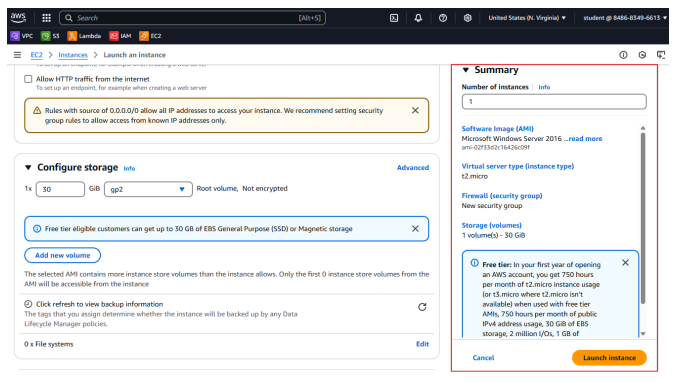 aws
Search
[Alt+S]
United States (N. Virginia) ▼
student @ 8486-8349-6613 ▼
VPC
S3
Lambda
IAM
EC2
EC2 > Instances > Launch an instance
To set up an endpoint, for example when creating a web server
Allow HTTP traffic from the internet
To set up an endpoint, for example when creating a web server
Rules with source of 0.0.0.0/0 allow all IP addresses to access your instance. We recommend setting security
group rules to allow access from known IP addresses only.
▼ Configure storage Info
Advanced
1x 30 GiB gp2 ▼ Root volume, Not encrypted
Free tier eligible customers can get up to 30 GB of EBS General Purpose (SSD) or Magnetic storage
Add new volume
The selected AMI contains more instance store volumes than the instance allows. Only the first 0 instance store volumes from the
AMI will be accessible from the instance
Click refresh to view backup information
The tags that you assign determine whether the instance will be backed up by any Data
Lifecycle Manager policies.
0 x File systems
Edit
▼ Summary
Number of instances | Info
1
Software Image (AMI)
Microsoft Windows Server 2016 ...read more
ami-02f33d2c16426c09f
Virtual server type (instance type)
t2.micro
Firewall (security group)
New security group
Storage (volumes)
1 volume(s) - 30 GiB
Free tier: In your first year of opening
an AWS account, you get 750 hours
per month of t2.micro instance usage
(or t3.micro where t2.micro isn't
available) when used with free tier
AMIs, 750 hours per month of public
IPv4 address usage, 30 GiB of EBS
storage, 2 million I/Os, 1 GB of
Cancel
Launch instance